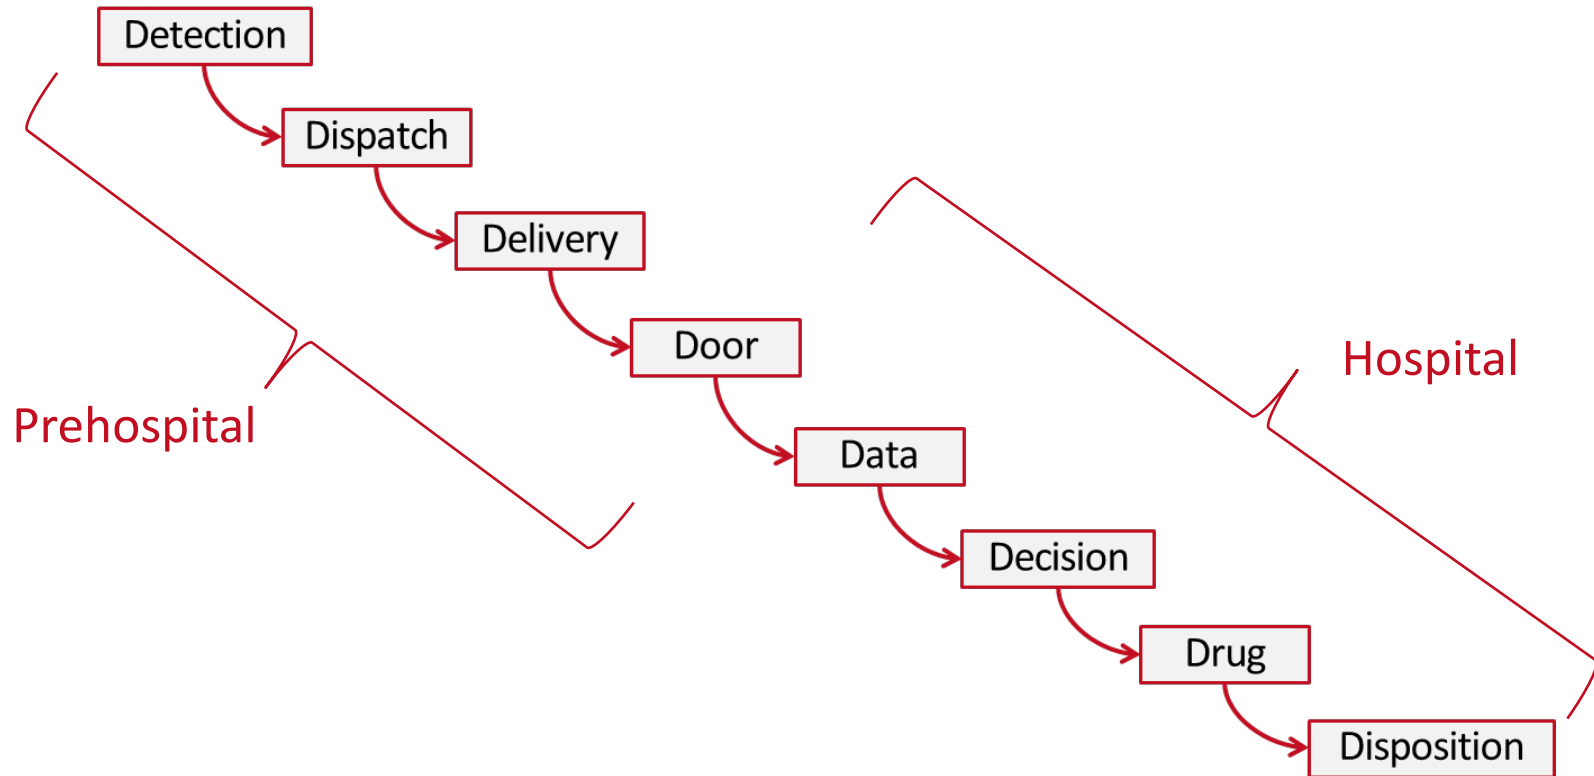 Detection
Dispatch
Delivery
Door
Hospital
Prehospital
Data
Decision
Drug
Disposition